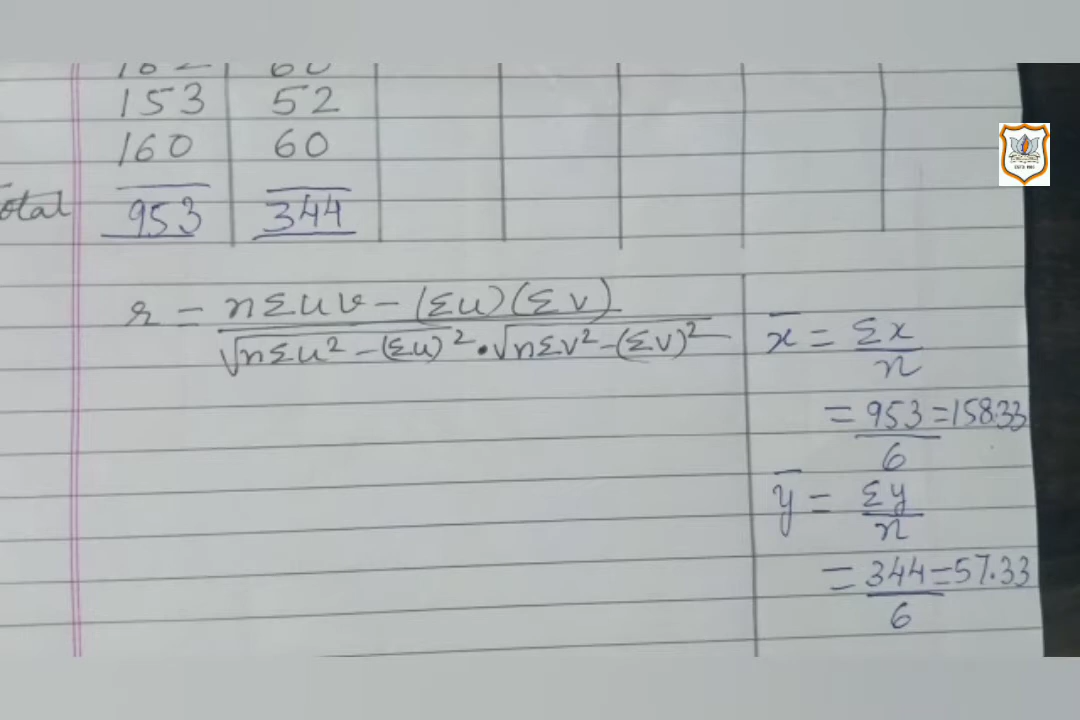 153 52
160 60
Total 953 344
r = nΣuv - (Σu)(Σv) / √nΣu² - (Σu)² . √nΣv² - (Σv)²
x̄ = Σx / n
= 953 / 6 = 158.33
ȳ = Σy / n
= 344 / 6 = 57.33